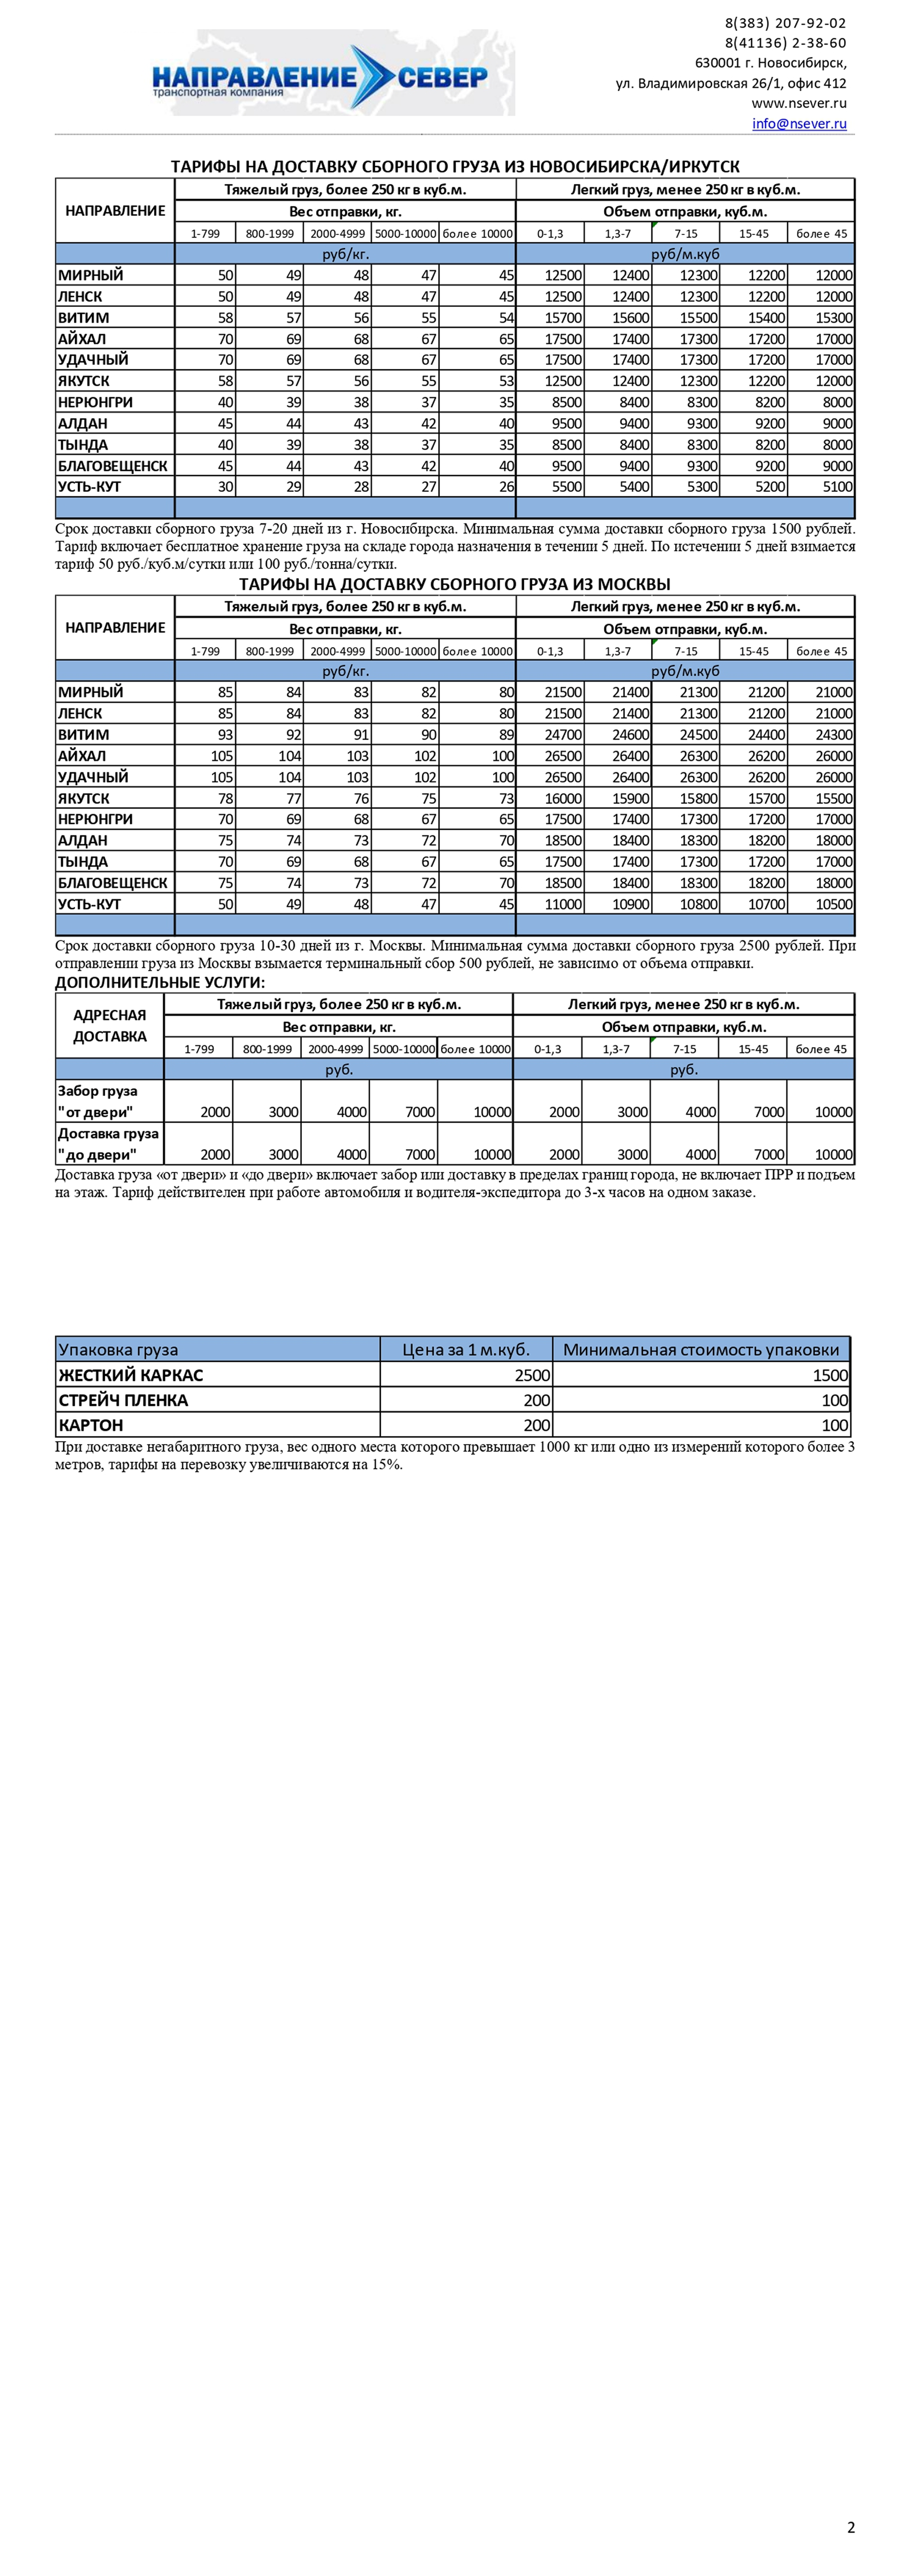 8(383) 207-92-02
8(41136) 2-38-60
630001 г. Новосибирск,
ул. Владимировская 26/1, офис 412
www.nsever.ru
info@nsever.ru
НАПРАВЛЕНИЕ СЕВЕР
транспортная компания
ТАРИФЫ НА ДОСТАВКУ СБОРНОГО ГРУЗА ИЗ НОВОСИБИРСКА/ИРКУТСК
НАПРАВЛЕНИЕ Тяжелый груз, более 250 кг в куб.м. Легкий груз, менее 250 кг в куб.м.
Вес отправки, кг. Объем отправки, куб.м.
1-799 800-1999 2000-4999 5000-10000 более 10000 0-1,3 1,3-7 7-15 15-45 более 45
руб/кг. руб/м.куб
МИРНЫЙ 50 49 48 47 45 12500 12400 12300 12200 12000
ЛЕНСК 50 49 48 47 45 12500 12400 12300 12200 12000
ВИТИМ 58 57 56 55 54 15700 15600 15500 15400 15300
АЙХАЛ 70 69 68 67 65 17500 17400 17300 17200 17000
УДАЧНЫЙ 70 69 68 67 65 17500 17400 17300 17200 17000
ЯКУТСК 58 57 56 55 53 12500 12400 12300 12200 12000
НЕРЮНГРИ 40 39 38 37 35 8500 8400 8300 8200 8000
АЛДАН 45 44 43 42 40 9500 9400 9300 9200 9000
ТЫНДА 40 39 38 37 35 8500 8400 8300 8200 8000
БЛАГОВЕЩЕНСК 45 44 43 42 40 9500 9400 9300 9200 9000
УСТЬ-КУТ 30 29 28 27 26 5500 5400 5300 5200 5100
Срок доставки сборного груза 7-20 дней из г. Новосибирска. Минимальная сумма доставки сборного груза 1500 рублей.
Тариф включает бесплатное хранение груза на складе города назначения в течении 5 дней. По истечении 5 дней взимается
тариф 50 руб./куб.м/сутки или 100 руб./тонна/сутки.
ТАРИФЫ НА ДОСТАВКУ СБОРНОГО ГРУЗА ИЗ МОСКВЫ
НАПРАВЛЕНИЕ Тяжелый груз, более 250 кг в куб.м. Легкий груз, менее 250 кг в куб.м.
Вес отправки, кг. Объем отправки, куб.м.
1-799 800-1999 2000-4999 5000-10000 более 10000 0-1,3 1,3-7 7-15 15-45 более 45
руб/кг. руб/м.куб
МИРНЫЙ 85 84 83 82 80 21500 21400 21300 21200 21000
ЛЕНСК 85 84 83 82 80 21500 21400 21300 21200 21000
ВИТИМ 93 92 91 90 89 24700 24600 24500 24400 24300
АЙХАЛ 105 104 103 102 100 26500 26400 26300 26200 26000
УДАЧНЫЙ 105 104 103 102 100 26500 26400 26300 26200 26000
ЯКУТСК 78 77 76 75 73 16000 15900 15800 15700 15500
НЕРЮНГРИ 70 69 68 67 65 17500 17400 17300 17200 17000
АЛДАН 75 74 73 72 70 18500 18400 18300 18200 18000
ТЫНДА 70 69 68 67 65 17500 17400 17300 17200 17000
БЛАГОВЕЩЕНСК 75 74 73 72 70 18500 18400 18300 18200 18000
УСТЬ-КУТ 50 49 48 47 45 11000 10900 10800 10700 10500
Срок доставки сборного груза 10-30 дней из г. Москвы. Минимальная сумма доставки сборного груза 2500 рублей. При
отправлении груза из Москвы взымается терминальный сбор 500 рублей, не зависимо от объема отправки.
ДОПОЛНИТЕЛЬНЫЕ УСЛУГИ:
АДРЕСНАЯ ДОСТАВКА Тяжелый груз, более 250 кг в куб.м. Легкий груз, менее 250 кг в куб.м.
Вес отправки, кг. Объем отправки, куб.м.
1-799 800-1999 2000-4999 5000-10000 более 10000 0-1,3 1,3-7 7-15 15-45 более 45
руб. руб.
Забор груза
"от двери" 2000 3000 4000 7000 10000 2000 3000 4000 7000 10000
Доставка груза
"до двери" 2000 3000 4000 7000 10000 2000 3000 4000 7000 10000
Доставка груза «от двери» и «до двери» включает забор или доставку в пределах границ города, не включает ПРР и подъем
на этаж. Тариф действителен при работе автомобиля и водителя-экспедитора до 3-х часов на одном заказе.
Упаковка груза Цена за 1 м.куб. Минимальная стоимость упаковки
ЖЕСТКИЙ КАРКАС 2500 1500
СТРЕЙЧ ПЛЕНКА 200 100
КАРТОН 200 100
При доставке негабаритного груза, вес одного места которого превышает 1000 кг или одно из измерений которого более 3
метров, тарифы на перевозку увеличиваются на 15%.
2